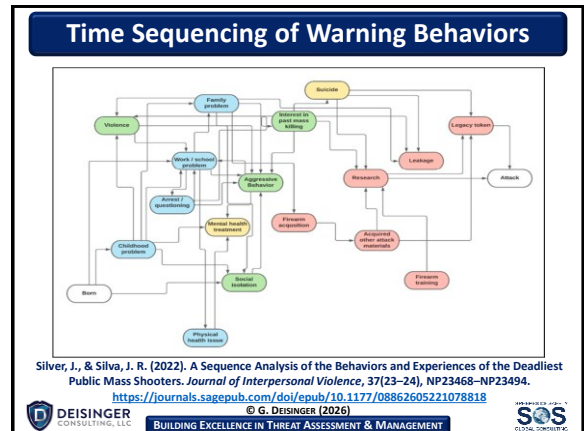 Time Sequencing of Warning Behaviors
Suicide
Family
problem
Violence
Interest in
past mass
killing
Legacy token
Work / school
problem
Leakage
Aggressive
Behavior
Research
Attack
Arrest /
questioning
Mental health
treatment
Firearm
acquisition
Acquired
other attack
materials
Childhood
problem
Social
isolation
Firearm
training
Born
Physical
health issue
Silver, J., & Silva, J. R. (2022). A Sequence Analysis of the Behaviors and Experiences of the Deadliest
Public Mass Shooters. Journal of Interpersonal Violence, 37(23–24), NP23468–NP23494.
https://journals.sagepub.com/doi/epub/10.1177/08862605221078818
© G. DEISINGER (2026)
DEISINGER
CONSULTING, LLC
BUILDING EXCELLENCE IN THREAT ASSESSMENT & MANAGEMENT
SOS
GLOBAL CONSULTING